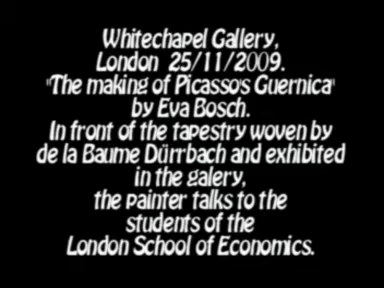 Whitechapel Gallery,
London 25/11/2009.
"The making of Picasso's Guernica"
by Eva Bosch.
In front of the tapestry woven by
de la Baume Dürrbach and exhibited
in the galery,
the painter talks to the
students of the
London School of Economics.